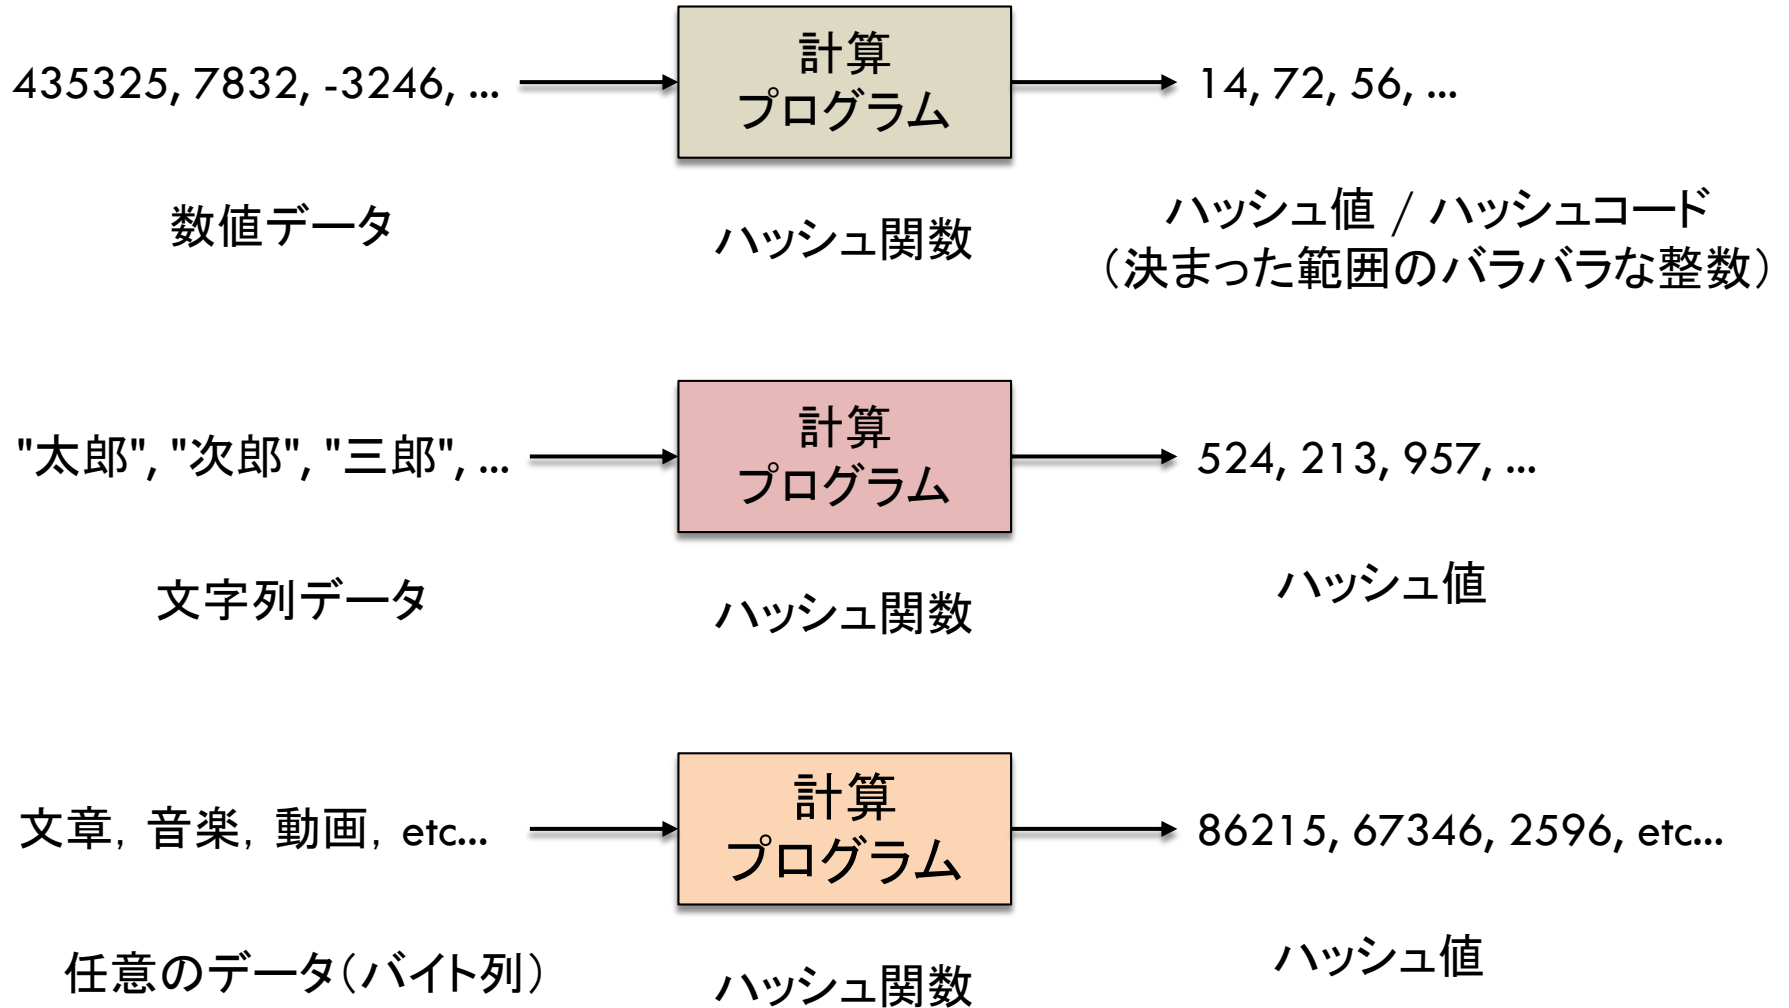 435325, 7832, -3246, ...
計算
プログラム
14, 72, 56, ...
数値データ
ハッシュ関数
ハッシュ値 / ハッシュコード
（決まった範囲のバラバラな整数）
"太郎", "次郎", "三郎", ...
計算
プログラム
524, 213, 957, ...
文字列データ
ハッシュ関数
ハッシュ値
文章，音楽，動画，etc...
計算
プログラム
86215, 67346, 2596, etc...
任意のデータ（バイト列）
ハッシュ関数
ハッシュ値